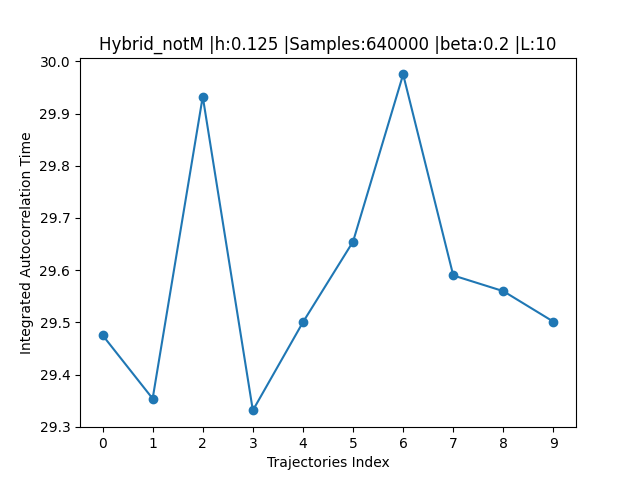 Hybrid_notM |h:0.125 |Samples:640000 |beta:0.2 |L:10
Integrated Autocorrelation Time
30.0
29.9
29.8
29.7
29.6
29.5
29.4
29.3
0 1 2 3 4 5 6 7 8 9
Trajectories Index